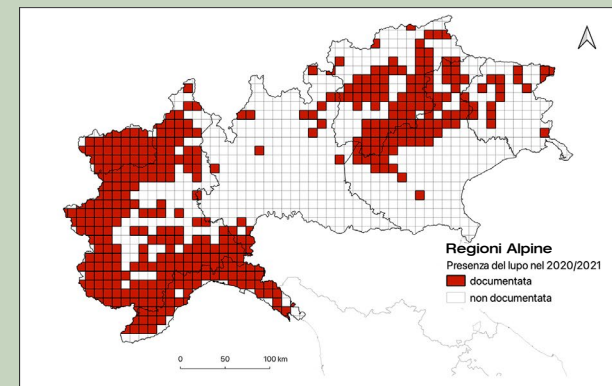 Regioni Alpine
Presenza del lupo nel 2020/2021
documentata
non documentata
0 50 100 km